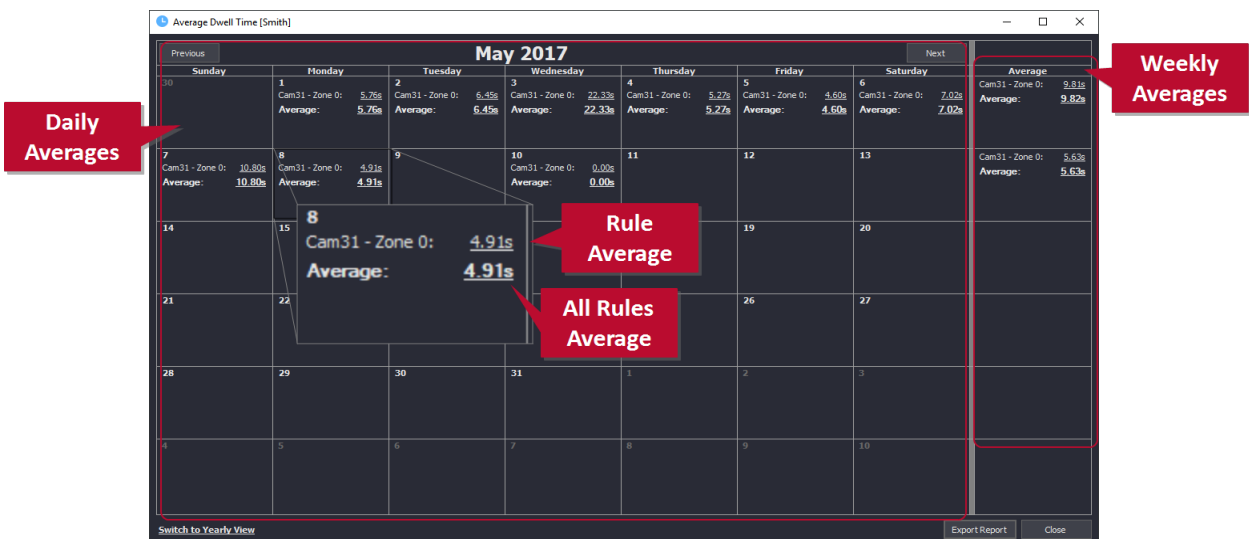 Average Dwell Time [Smith]
Previous
May 2017
Next
Sunday Monday Tuesday Wednesday Thursday Friday Saturday Average
30 1 2 3 4 5 6
Cam31 - Zone 0: 5.76s Cam31 - Zone 0: 6.45s Cam31 - Zone 0: 22.33s Cam31 - Zone 0: 5.27s Cam31 - Zone 0: 4.60s Cam31 - Zone 0: 7.02s Cam31 - Zone 0: 9.81s
Average: 5.76s Average: 6.45s Average: 22.33s Average: 5.27s Average: 4.60s Average: 7.02s Average: 9.82s
Weekly
Averages
Daily
Averages
7 8 9 10 11 12 13
Cam31 - Zone 0: 10.80s Cam31 - Zone 0: 4.91s Cam31 - Zone 0: 0.00s Cam31 - Zone 0: 5.63s
Average: 10.80s Average: 4.91s Average: 0.00s Average: 5.63s
8
Cam31 - Zone 0: 4.91s
Average: 4.91s
Rule
Average
All Rules
Average
14 15 19 20
21 22 26 27
28 29 30 31 1 2 3
4 5 6 7 8 9 10
Switch to Yearly View
Export Report
Close